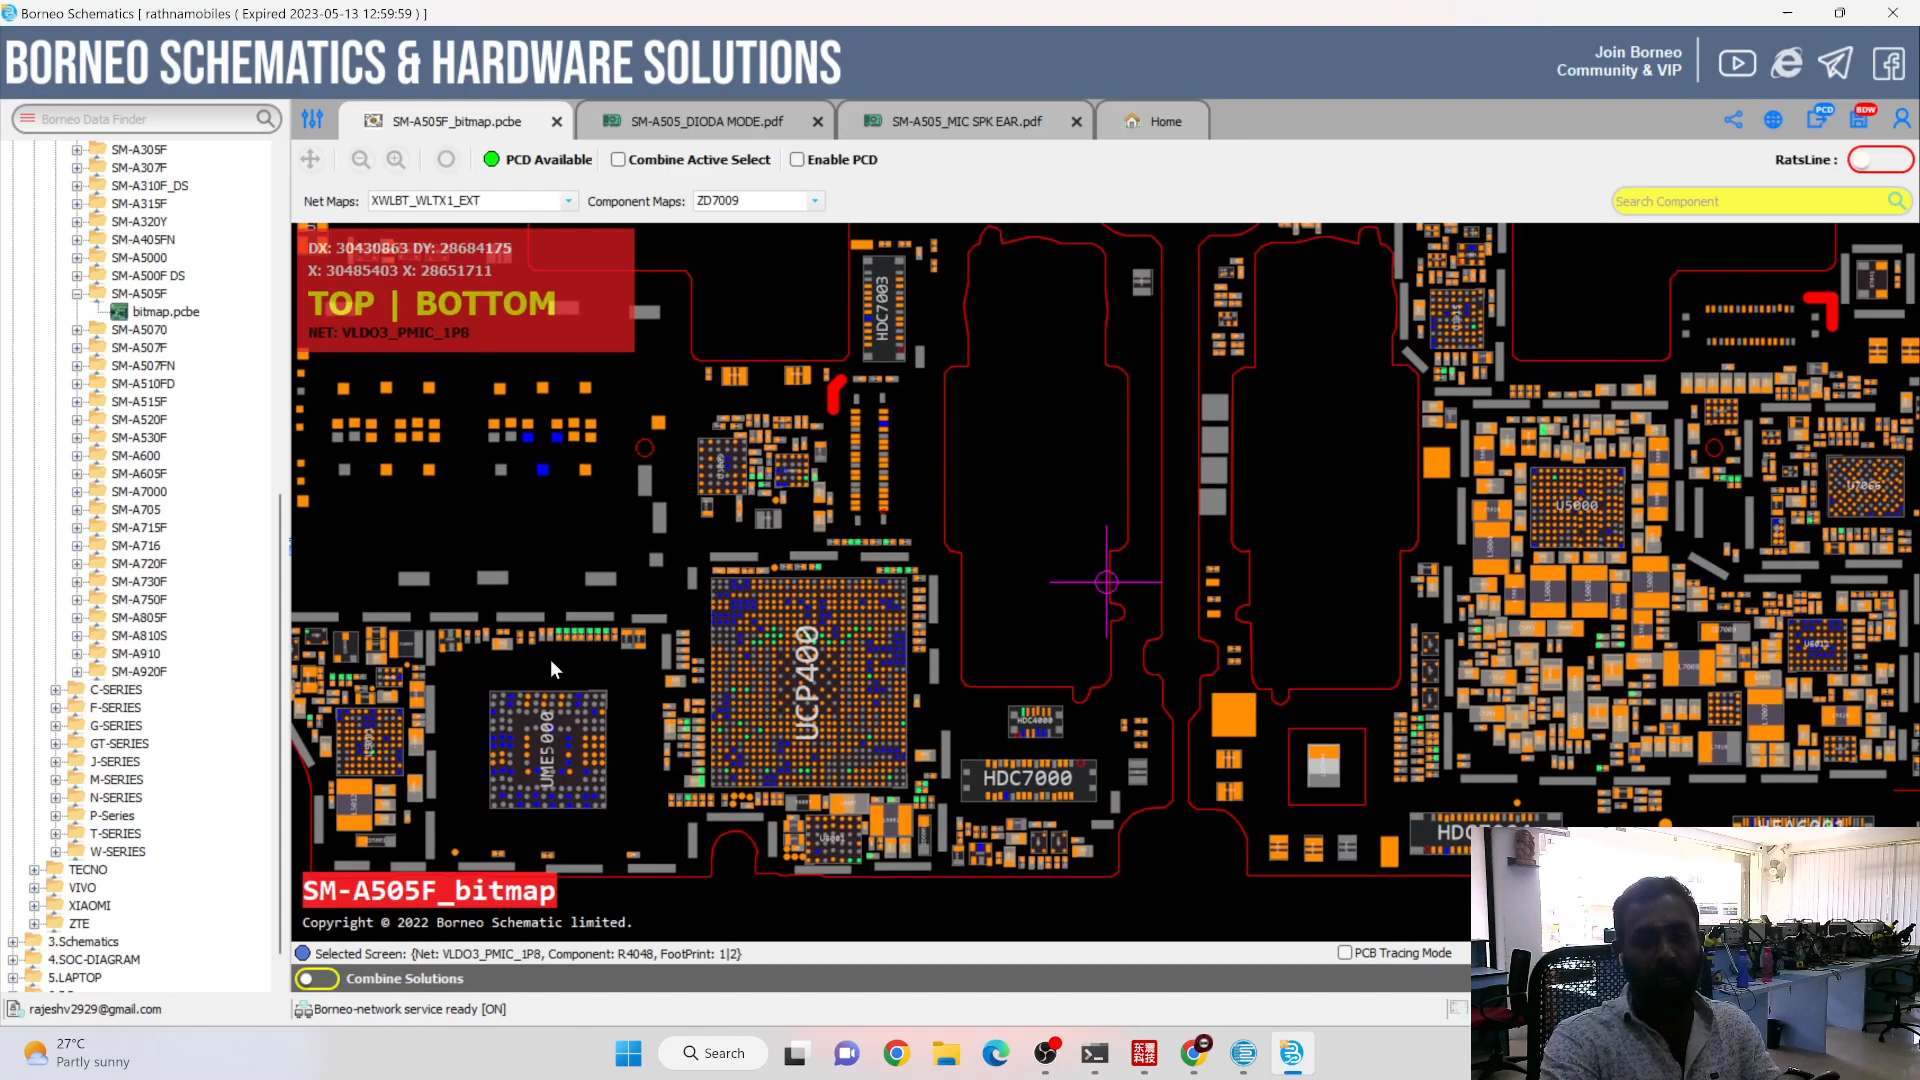 Borneo Schematics [ rathnamobiles ( Expired 2023-05-13 12:59:59 ) ]
BORNEO SCHEMATICS & HARDWARE SOLUTIONS
Join Borneo
Community & VIP
Borneo Data Finder
SM-A505F_bitmap.pcbe
SM-A505_DIODA MODE.pdf
SM-A505_MIC SPK EAR.pdf
Home
PCD
BDW
PCD Available
Combine Active Select
Enable PCD
RatsLine :
Net Maps:
XWLBT_WLTX1_EXT
Component Maps:
ZD7009
Search Component
SM-A305F
SM-A307F
SM-A310F_DS
SM-A315F
SM-A320Y
SM-A405FN
SM-A5000
SM-A500F DS
SM-A505F
bitmap.pcbe
SM-A5070
SM-A507F
SM-A507FN
SM-A510FD
SM-A515F
SM-A520F
SM-A530F
SM-A600
SM-A605F
SM-A7000
SM-A705
SM-A715F
SM-A716
SM-A720F
SM-A730F
SM-A750F
SM-A805F
SM-A810S
SM-A910
SM-A920F
C-SERIES
F-SERIES
G-SERIES
GT-SERIES
J-SERIES
M-SERIES
N-SERIES
P-Series
T-SERIES
W-SERIES
TECNO
VIVO
XIAOMI
ZTE
3.Schematics
4.SOC-DIAGRAM
5.LAPTOP
DX: 30430863 DY: 28684175
X: 30485403 X: 28651711
TOP | BOTTOM
NET: VLDO3_PMIC_1P8
HDC7003
U5000
U7066
UCP400
UME5000
HDC4000
HDC7000
U6012
SM-A505F_bitmap
Copyright © 2022 Borneo Schematic limited.
Selected Screen: {Net: VLDO3_PMIC_1P8, Component: R4048, FootPrint: 1|2}
PCB Tracing Mode
Combine Solutions
rajeshv2929@gmail.com
Borneo-network service ready [ON]
27°C
Partly sunny
Search
东震
科技